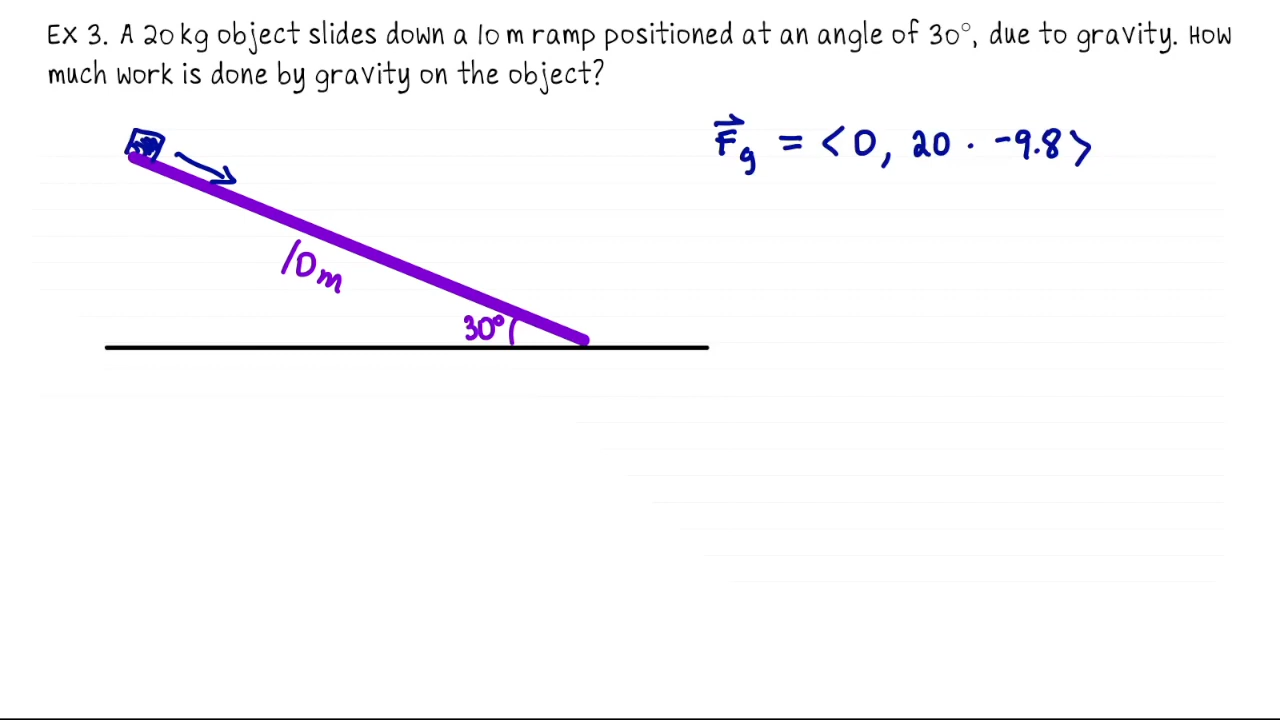 Ex 3. A 20 kg object slides down a 10 m ramp positioned at an angle of 30°, due to gravity. How
much work is done by gravity on the object?
F⃗g = <0, 20 · -9.8>
10m
30°